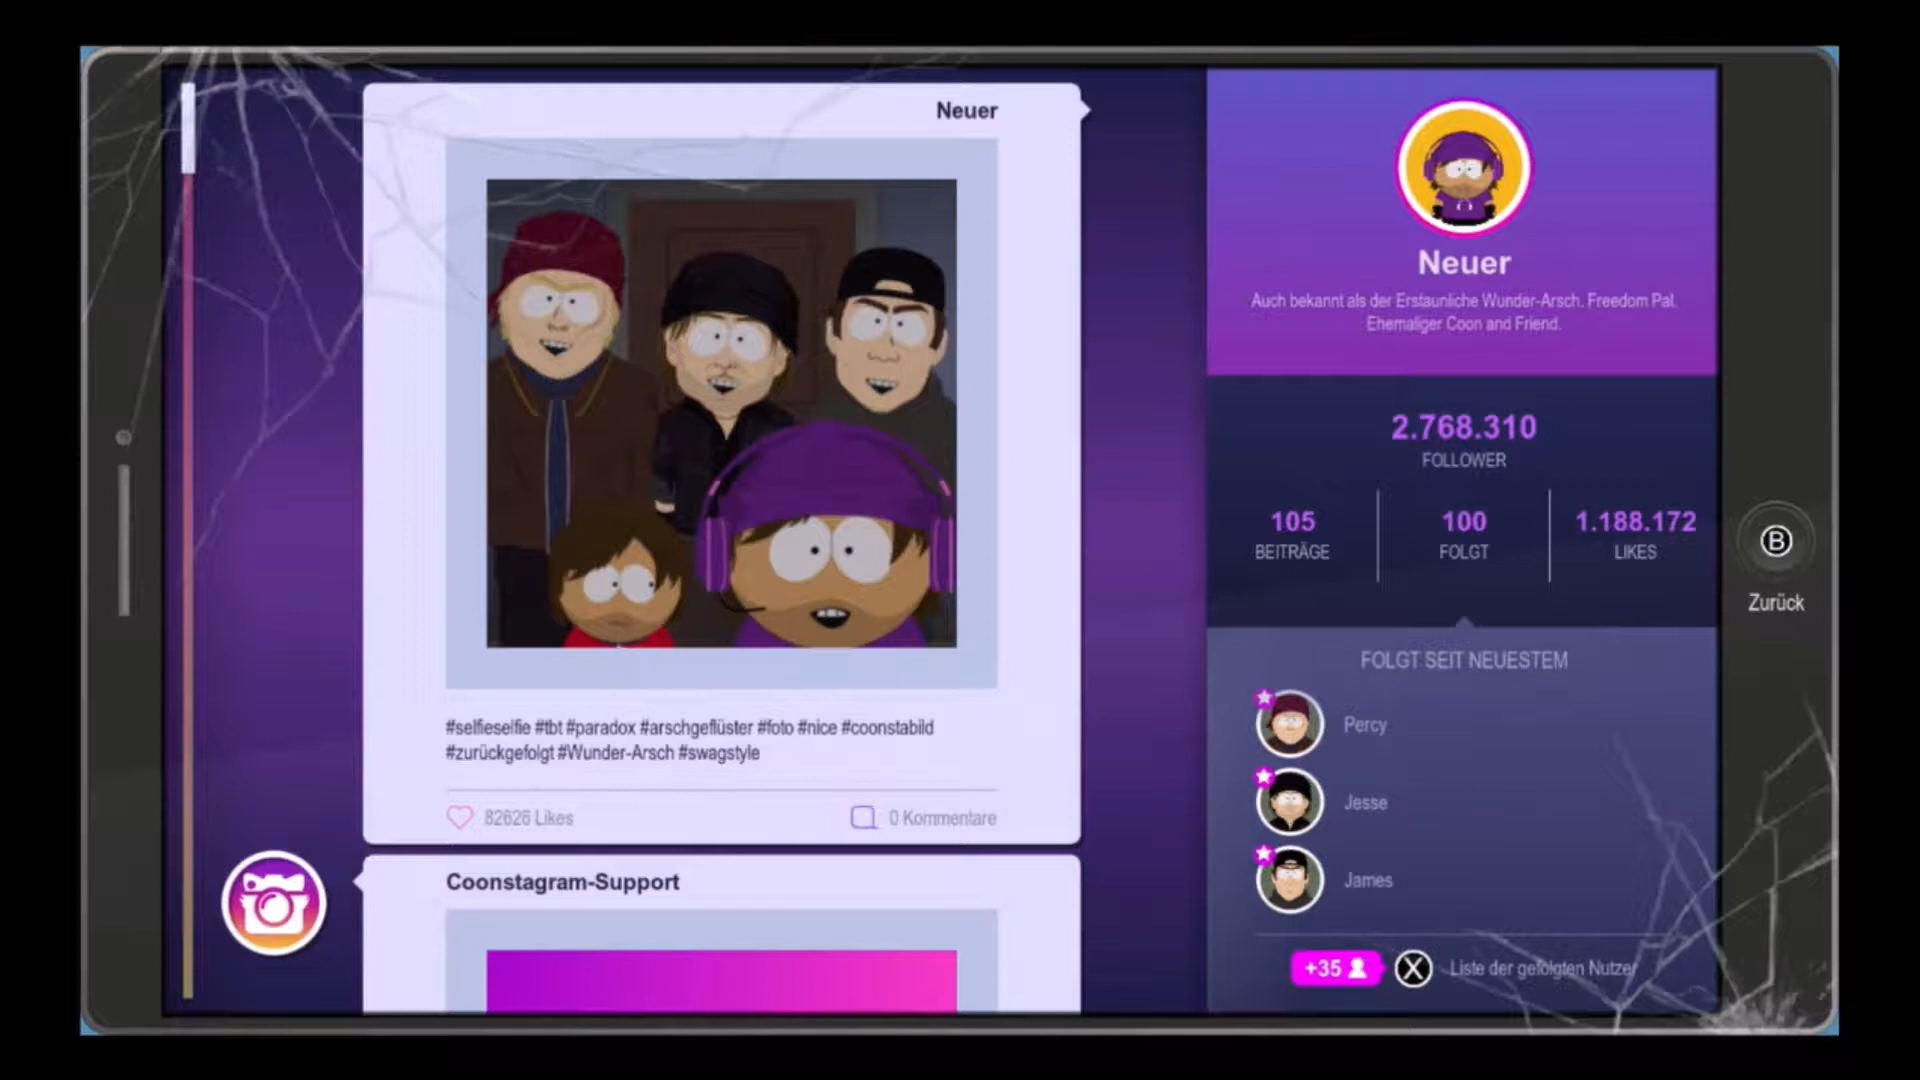 Neuer
#selfieselfie #tbt #paradox #arschgeflüster #foto #nice #coonstabild
#zurückgefolgt #Wunder-Arsch #swagstyle
82626 Likes
0 Kommentare
Coonstagram-Support
Neuer
Auch bekannt als der Erstaunliche Wunder-Arsch. Freedom Pal.
Ehemaliger Coon and Friend.
2.768.310
FOLLOWER
105
BEITRÄGE
100
FOLGT
1.188.172
LIKES
FOLGT SEIT NEUESTEM
Percy
Jesse
James
+35
X
Liste der gefolgten Nutzer
B
Zurück